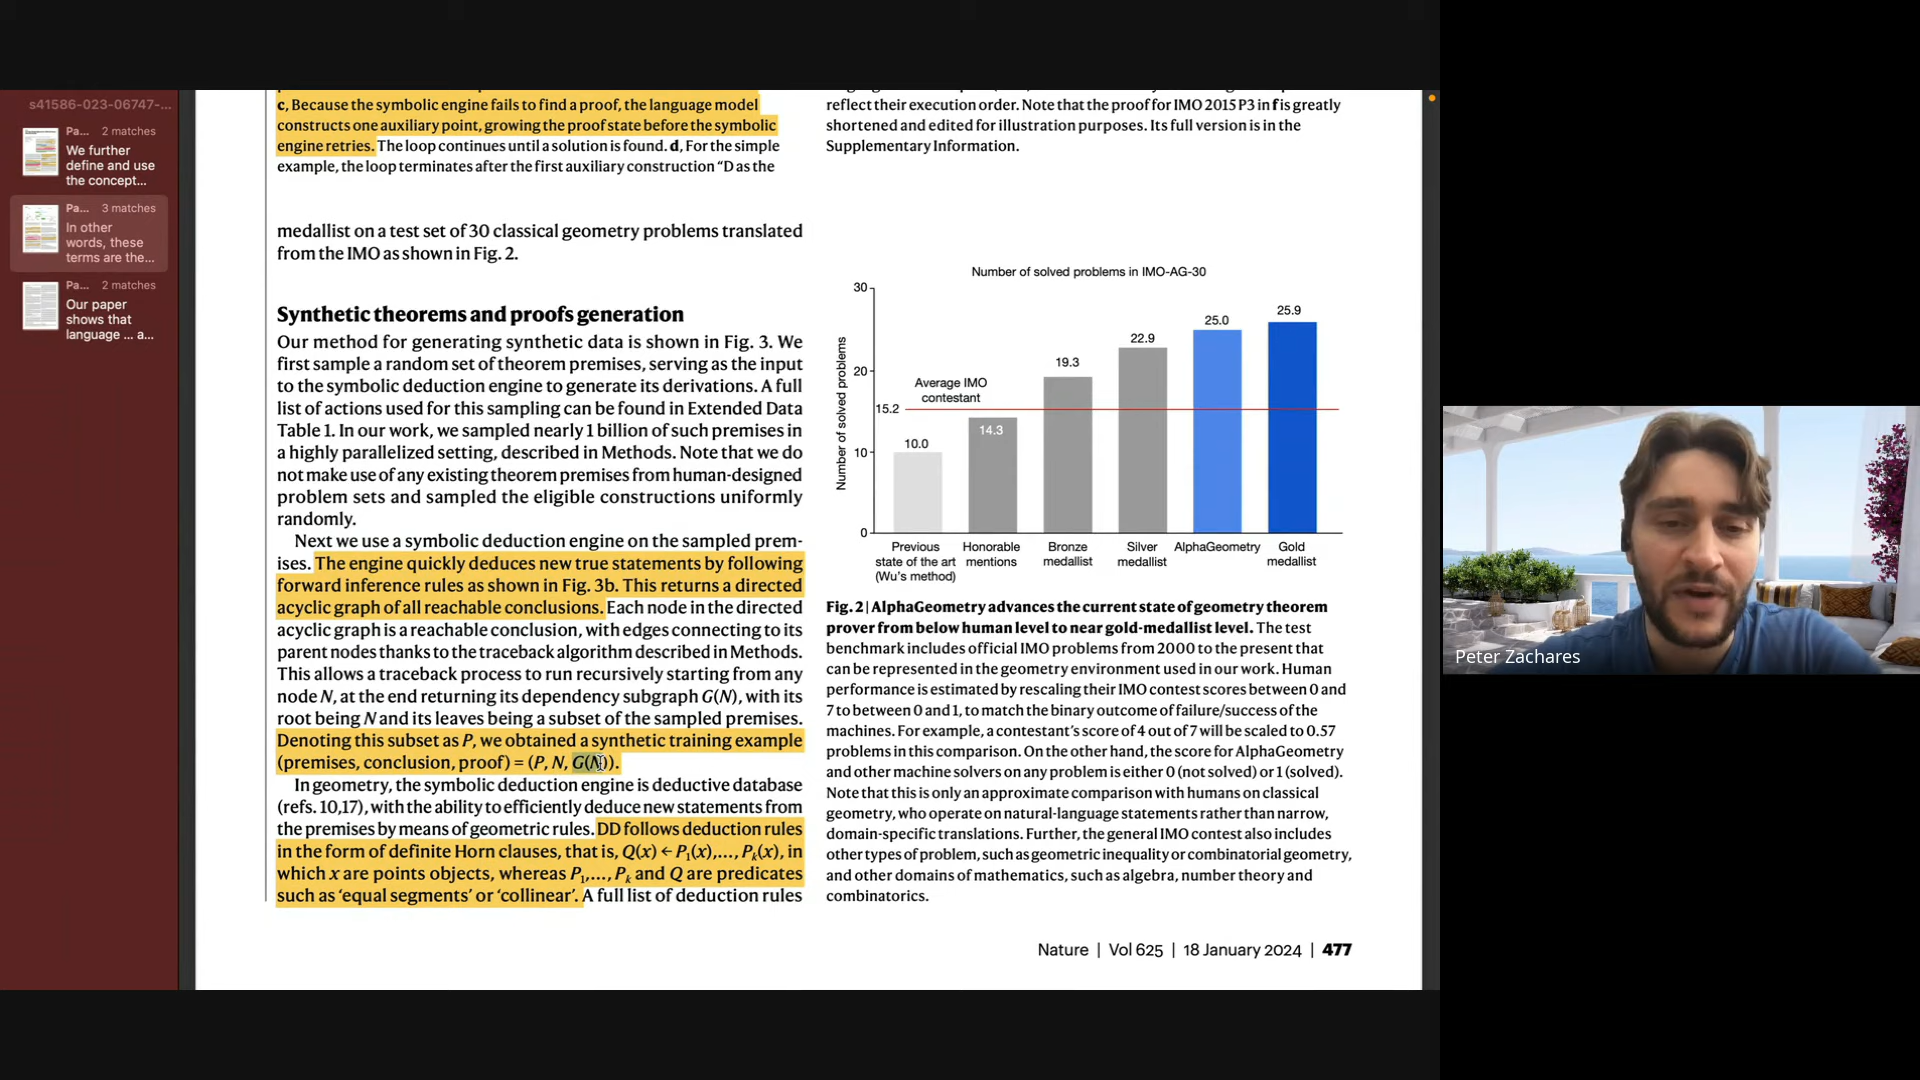 s41586-023-06747-...
Pa... 2 matches
We further
define and use
the concept...
Pa... 3 matches
In other
words, these
terms are the...
Pa... 2 matches
Our paper
shows that
language ... a...
c, Because the symbolic engine fails to find a proof, the language model
constructs one auxiliary point, growing the proof state before the symbolic
engine retries. The loop continues until a solution is found. d, For the simple
example, the loop terminates after the first auxiliary construction “D as the
medallist on a test set of 30 classical geometry problems translated
from the IMO as shown in Fig. 2.
Synthetic theorems and proofs generation
Our method for generating synthetic data is shown in Fig. 3. We
first sample a random set of theorem premises, serving as the input
to the symbolic deduction engine to generate its derivations. A full
list of actions used for this sampling can be found in Extended Data
Table 1. In our work, we sampled nearly 1 billion of such premises in
a highly parallelized setting, described in Methods. Note that we do
not make use of any existing theorem premises from human-designed
problem sets and sampled the eligible constructions uniformly
randomly.
Next we use a symbolic deduction engine on the sampled prem-
ises. The engine quickly deduces new true statements by following
forward inference rules as shown in Fig. 3b. This returns a directed
acyclic graph of all reachable conclusions. Each node in the directed
acyclic graph is a reachable conclusion, with edges connecting to its
parent nodes thanks to the traceback algorithm described in Methods.
This allows a traceback process to run recursively starting from any
node N, at the end returning its dependency subgraph G(N), with its
root being N and its leaves being a subset of the sampled premises.
Denoting this subset as P, we obtained a synthetic training example
(premises, conclusion, proof) = (P, N, G(N)).
In geometry, the symbolic deduction engine is deductive database
(refs. 10,17), with the ability to efficiently deduce new statements from
the premises by means of geometric rules. DD follows deduction rules
in the form of definite Horn clauses, that is, Q(x) ← P₁(x),…, Pₖ(x), in
which x are points objects, whereas P₁,…, Pₖ and Q are predicates
such as ‘equal segments’ or ‘collinear’. A full list of deduction rules
reflect their execution order. Note that the proof for IMO 2015 P3 in f is greatly
shortened and edited for illustration purposes. Its full version is in the
Supplementary Information.
Number of solved problems in IMO-AG-30
Number of solved problems
30
20
15.2
10
0
Average IMO
contestant
10.0
14.3
19.3
22.9
25.0
25.9
Previous
state of the art
(Wu's method)
Honorable
mentions
Bronze
medallist
Silver
medallist
AlphaGeometry
Gold
medallist
Fig. 2 | AlphaGeometry advances the current state of geometry theorem
prover from below human level to near gold-medallist level. The test
benchmark includes official IMO problems from 2000 to the present that
can be represented in the geometry environment used in our work. Human
performance is estimated by rescaling their IMO contest scores between 0 and
7 to between 0 and 1, to match the binary outcome of failure/success of the
machines. For example, a contestant’s score of 4 out of 7 will be scaled to 0.57
problems in this comparison. On the other hand, the score for AlphaGeometry
and other machine solvers on any problem is either 0 (not solved) or 1 (solved).
Note that this is only an approximate comparison with humans on classical
geometry, who operate on natural-language statements rather than narrow,
domain-specific translations. Further, the general IMO contest also includes
other types of problem, such as geometric inequality or combinatorial geometry,
and other domains of mathematics, such as algebra, number theory and
combinatorics.
Nature | Vol 625 | 18 January 2024 | 477
Peter Zachares